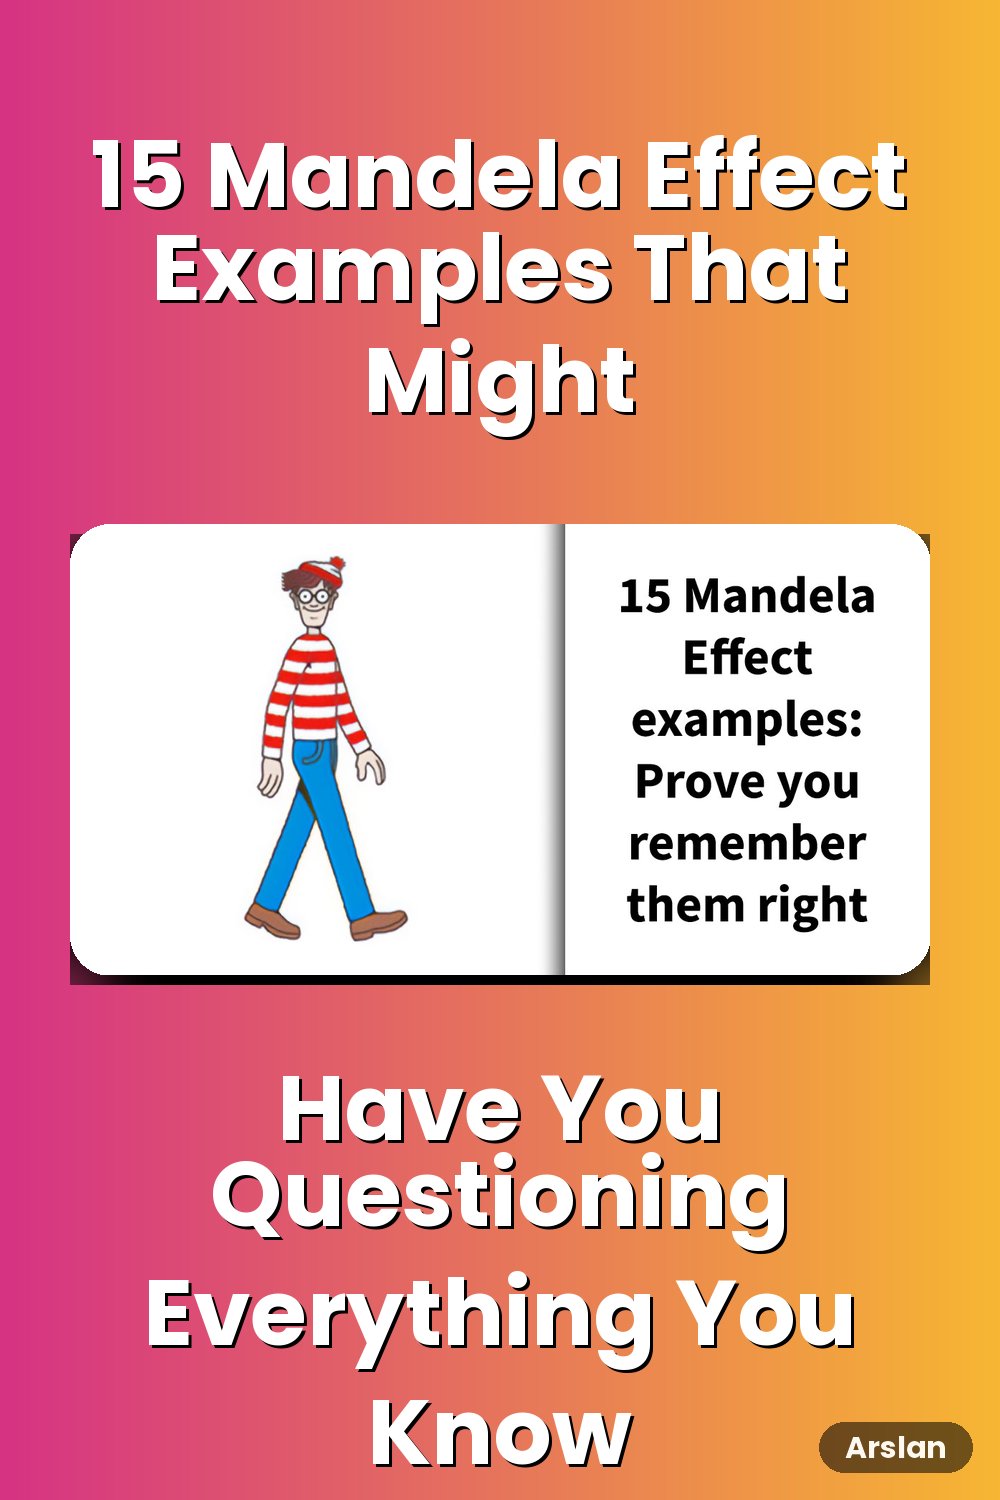 15 Mandela Effect
Examples That
Might
15 Mandela
Effect
examples:
Prove you
remember
them right
Have You
Questioning
Everything You
Know
Arslan